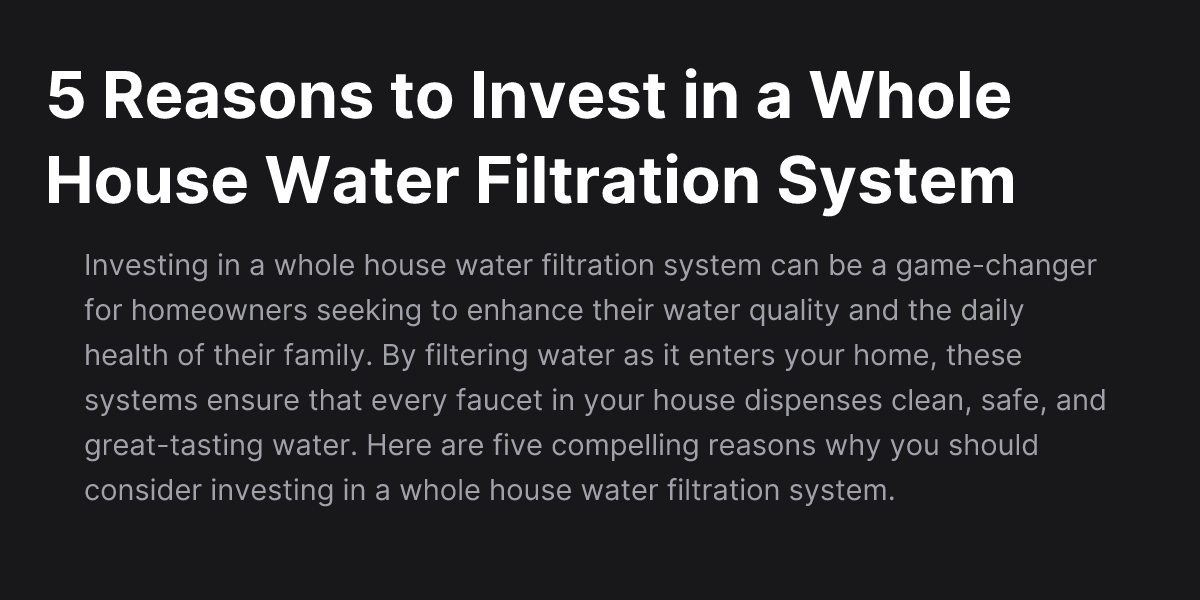 5 Reasons to Invest in a Whole
House Water Filtration System
Investing in a whole house water filtration system can be a game-changer
for homeowners seeking to enhance their water quality and the daily
health of their family. By filtering water as it enters your home, these
systems ensure that every faucet in your house dispenses clean, safe, and
great-tasting water. Here are five compelling reasons why you should
consider investing in a whole house water filtration system.